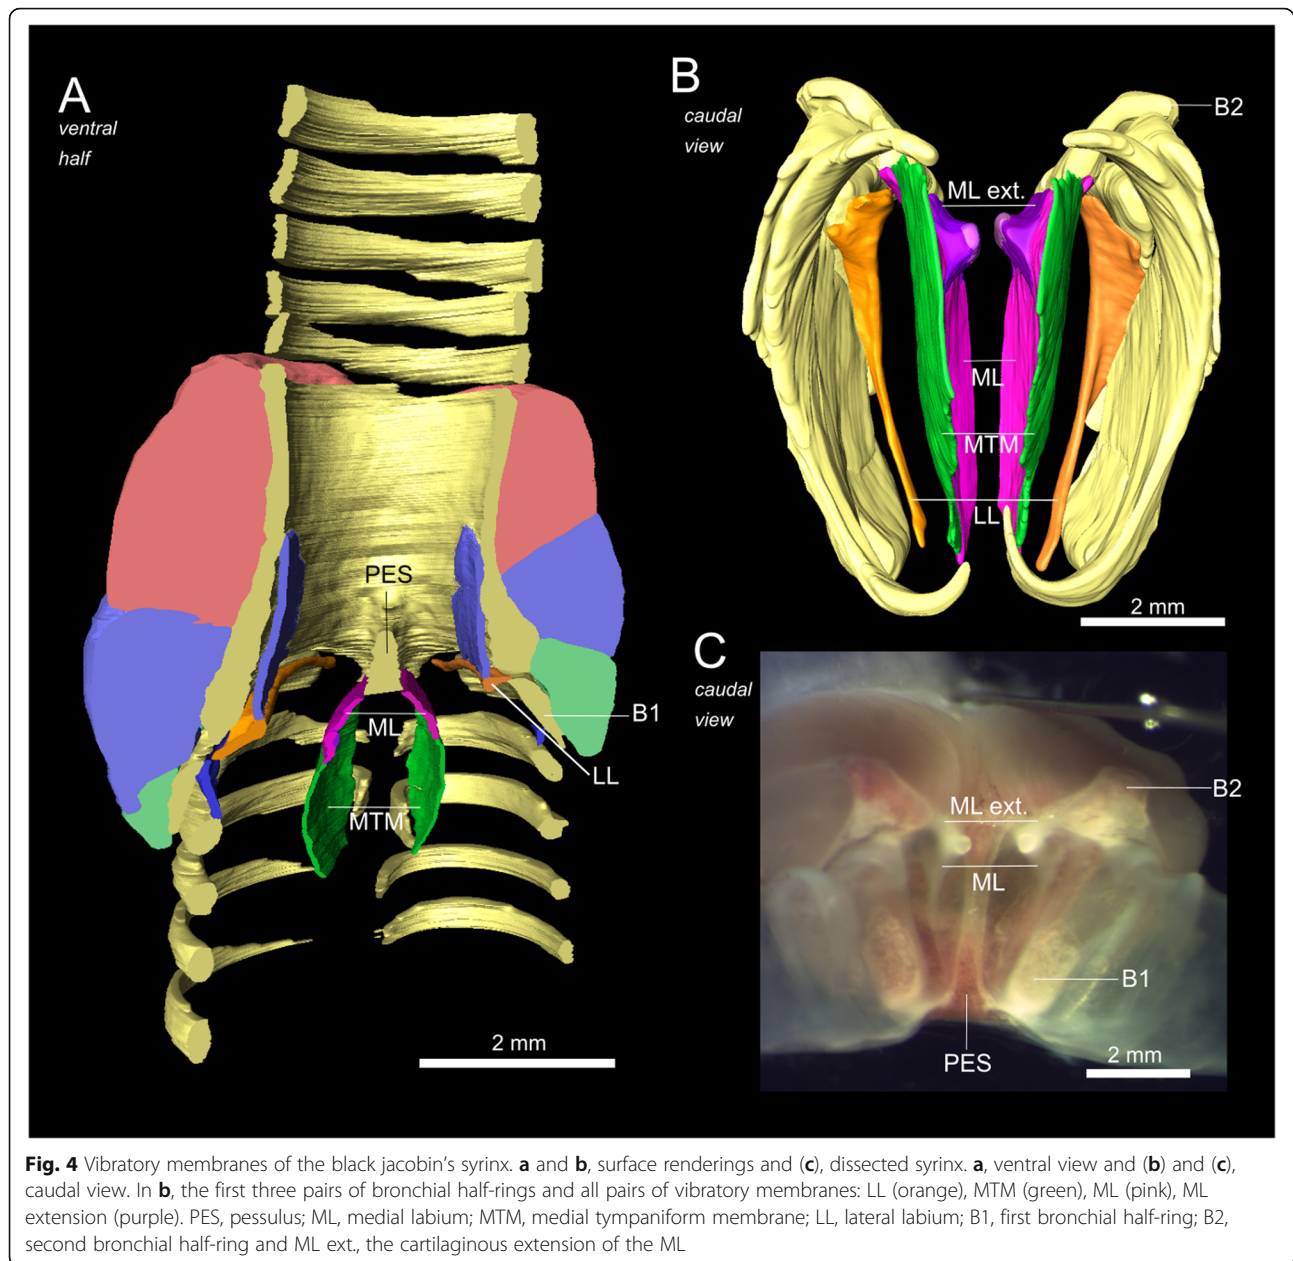 A
ventral
half
PES
ML
MTM
B1
LL
2 mm
B
caudal
view
B2
ML ext.
ML
MTM
LL
2 mm
C
caudal
view
B2
ML ext.
ML
B1
PES
2 mm
Fig. 4 Vibratory membranes of the black jacobin’s syrinx. a and b, surface renderings and (c), dissected syrinx. a, ventral view and (b) and (c),
caudal view. In b, the first three pairs of bronchial half-rings and all pairs of vibratory membranes: LL (orange), MTM (green), ML (pink), ML
extension (purple). PES, pessulus; ML, medial labium; MTM, medial tympaniform membrane; LL, lateral labium; B1, first bronchial half-ring; B2,
second bronchial half-ring and ML ext., the cartilaginous extension of the ML